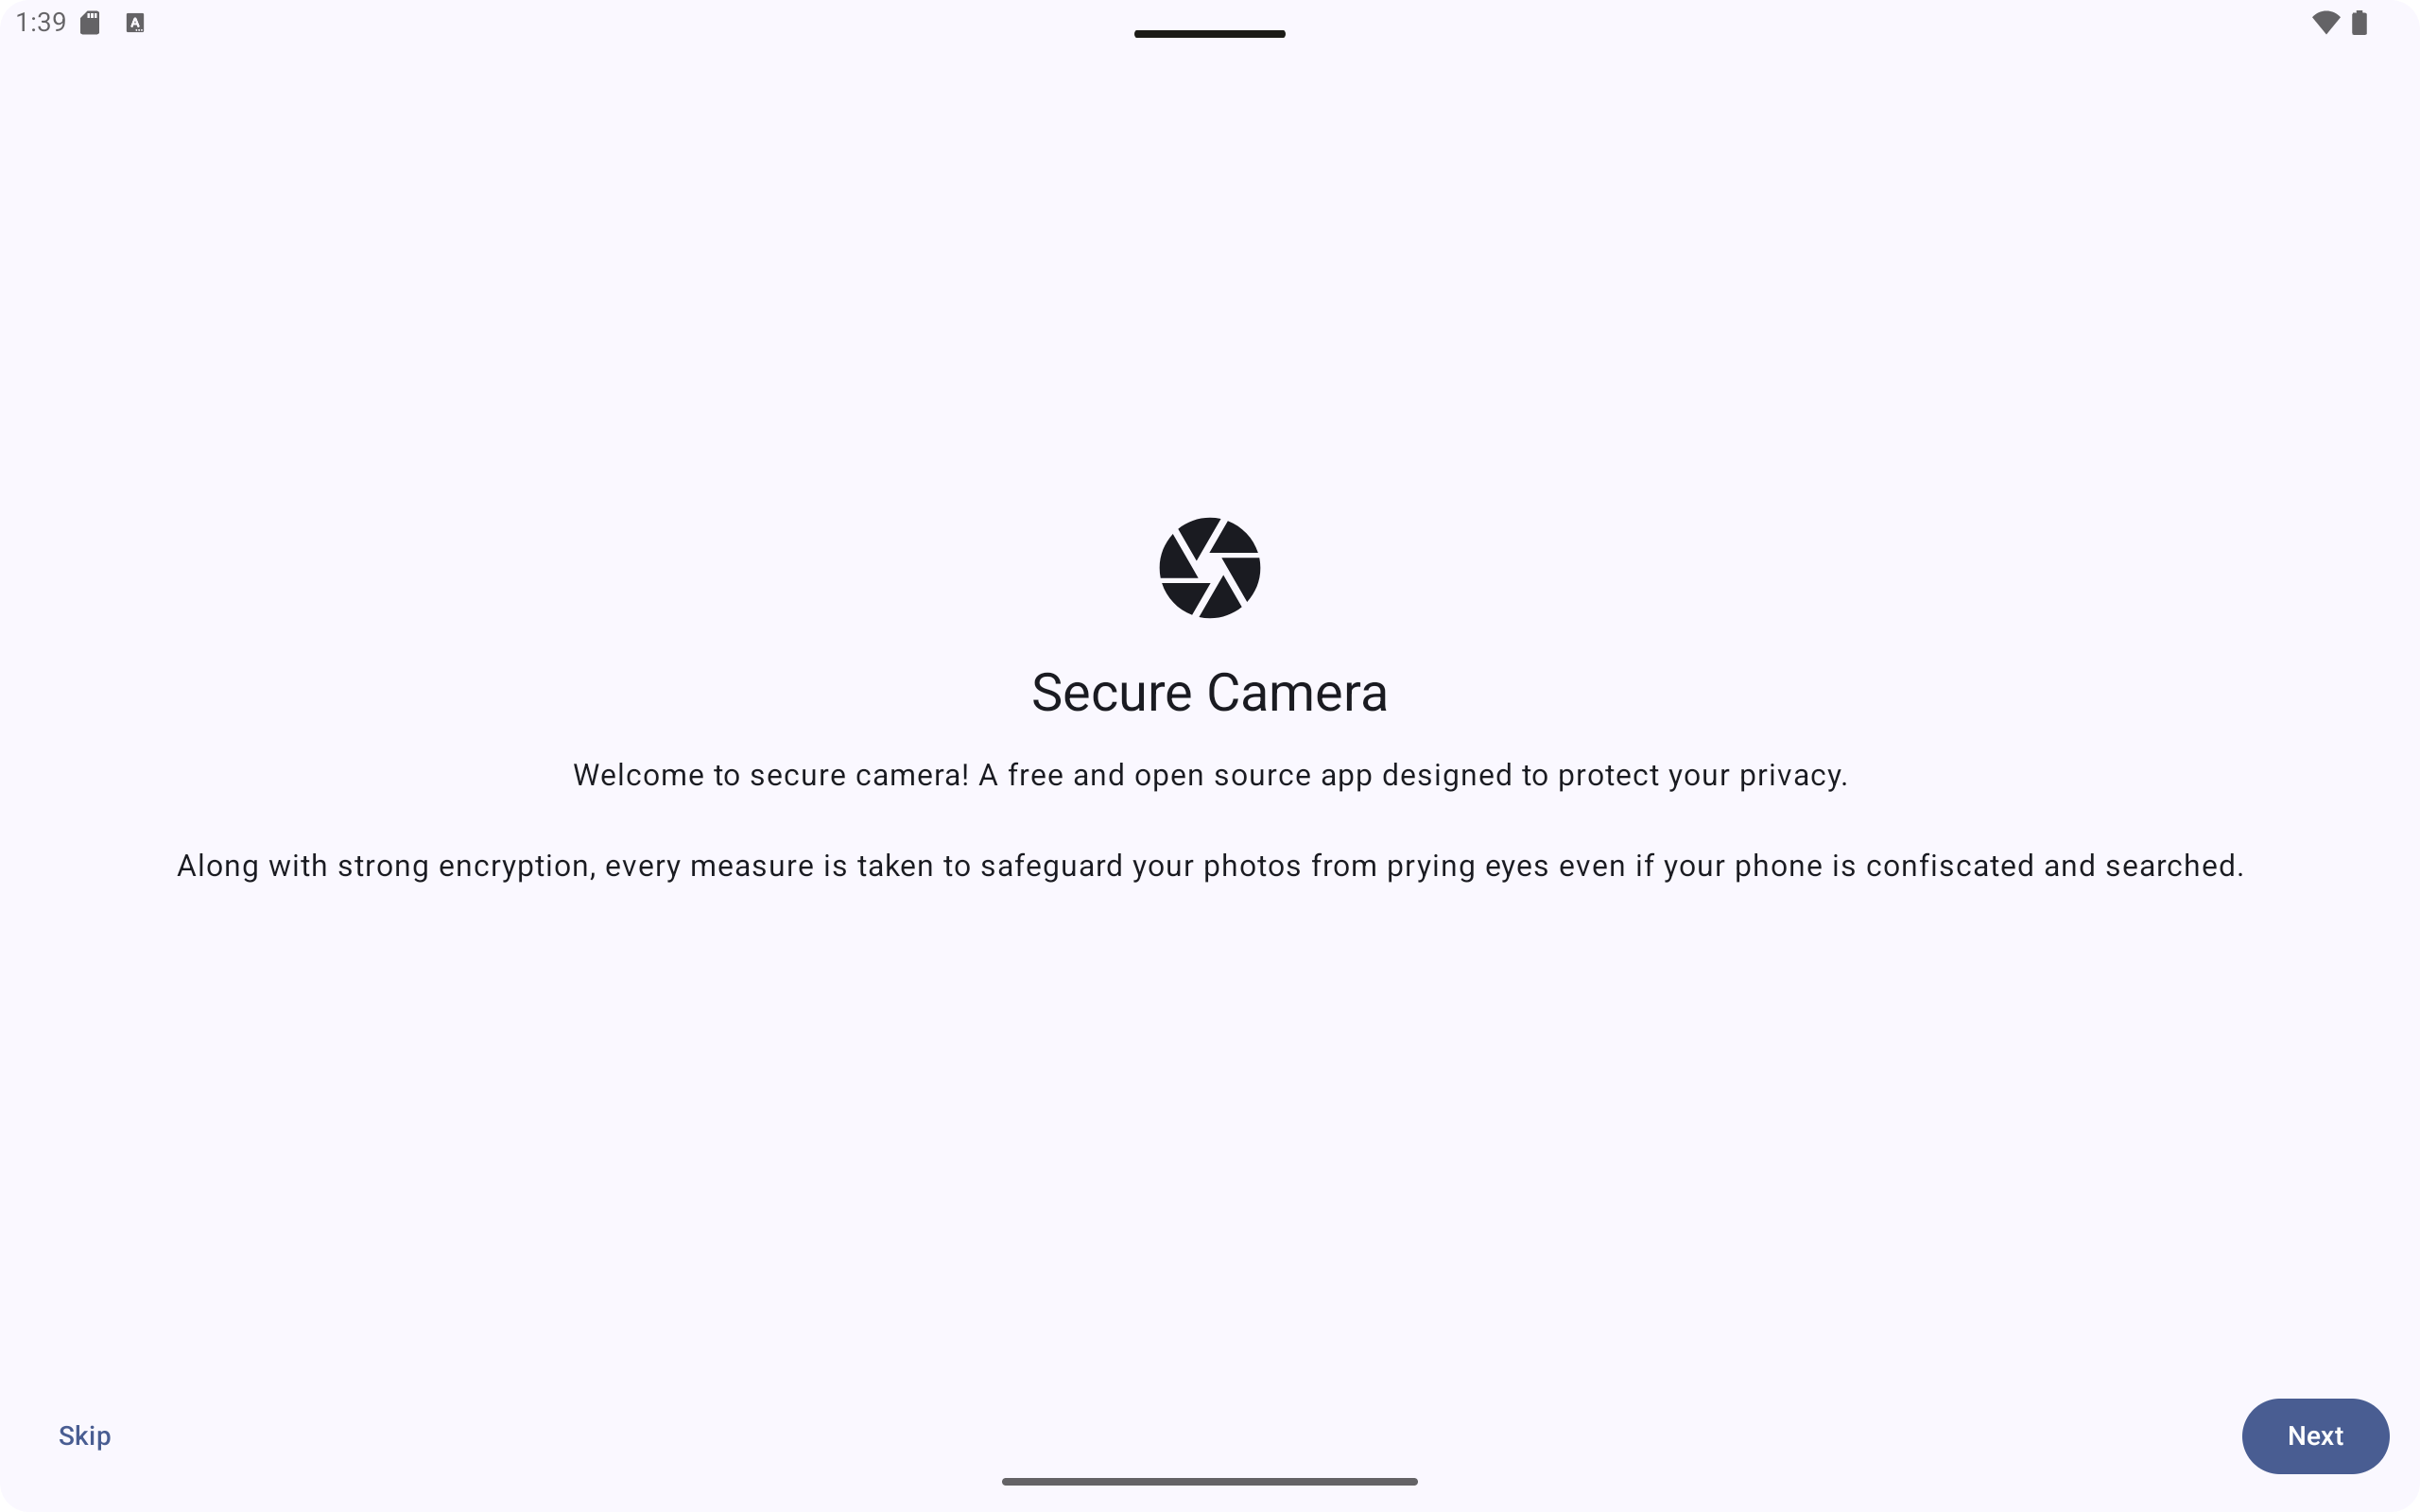 1:39
Secure Camera
Welcome to secure camera! A free and open source app designed to protect your privacy.
Along with strong encryption, every measure is taken to safeguard your photos from prying eyes even if your phone is confiscated and searched.
Skip
Next